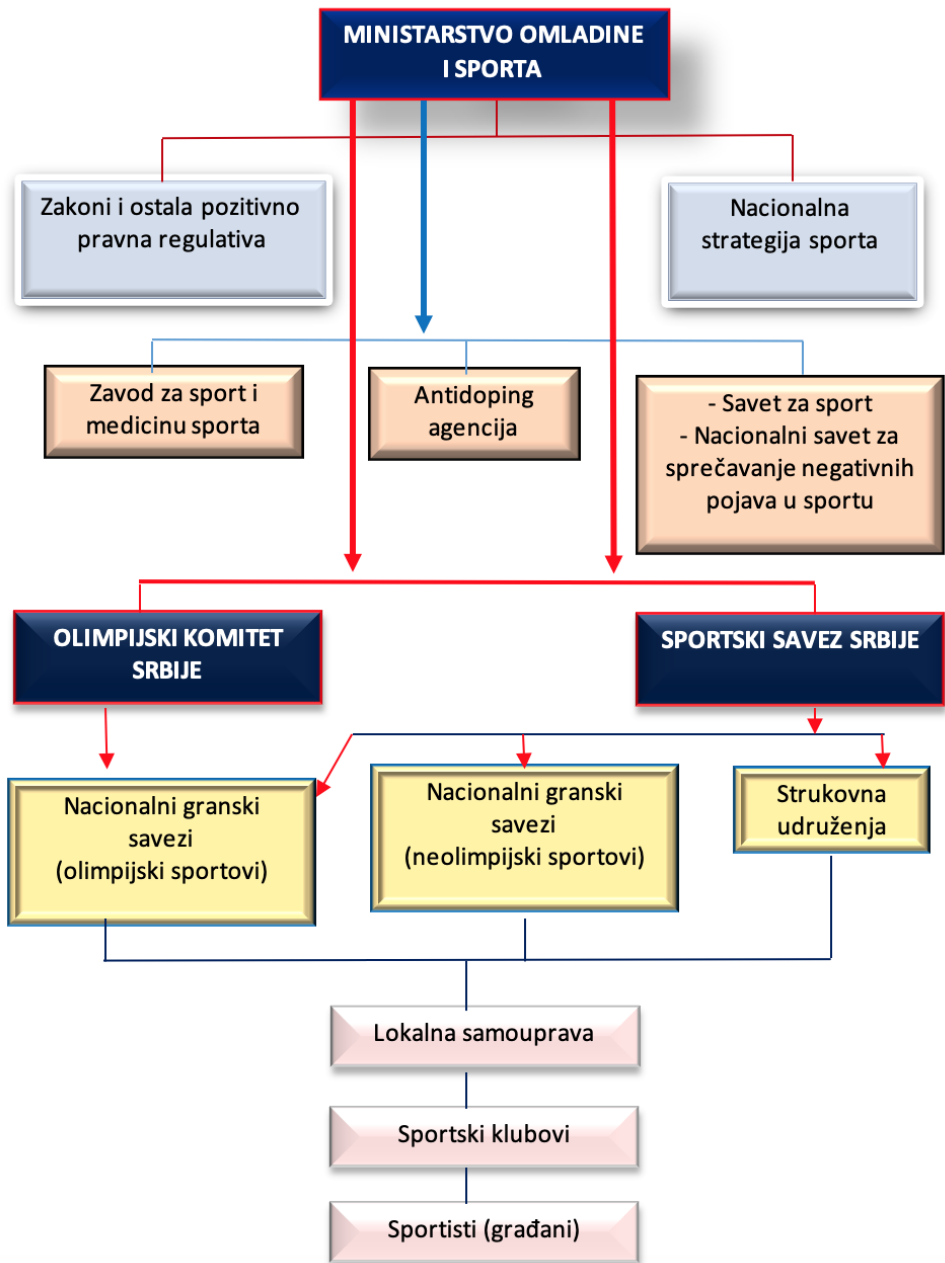 MINISTARSTVO OMLADINE
I SPORTA
Zakoni i ostala pozitivno
pravna regulativa
Nacionalna
strategija sporta
Zavod za sport i
medicinu sporta
Antidoping
agencija
- Savet za sport
- Nacionalni savet za
sprečavanje negativnih
pojava u sportu
OLIMPIJSKI KOMITET
SRBIJE
SPORTSKI SAVEZ SRBIJE
Nacionalni granski
savezi
(olimpijski sportovi)
Nacionalni granski
savezi
(neolimpijski sportovi)
Strukovna
udruženja
Lokalna samouprava
Sportski klubovi
Sportisti (građani)